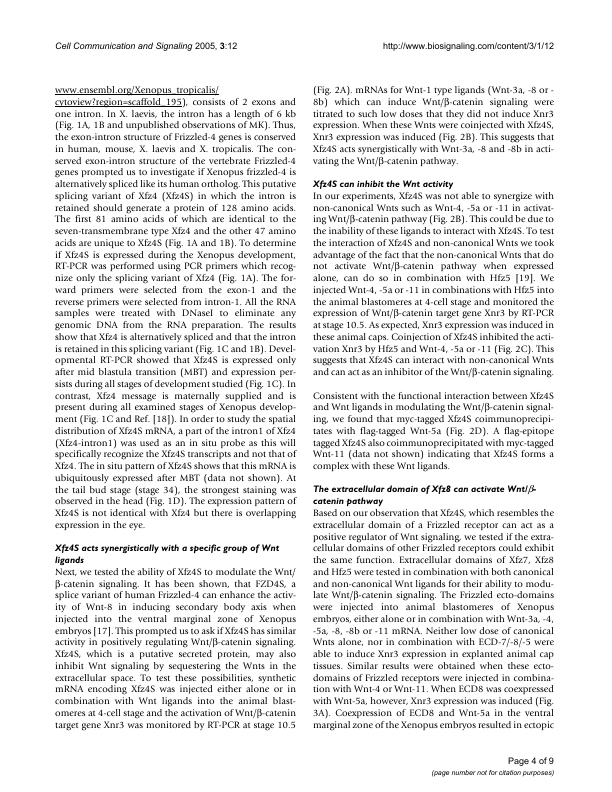 Cell Communication and Signaling 2005, 3:12
http://www.biosignaling.com/content/3/1/12
www.ensembl.org/Xenopus_tropicalis/
cytoview?region=scaffold_195), consists of 2 exons and
one intron. In X. laevis, the intron has a length of 6 kb
(Fig. 1A, 1B and unpublished observations of MK). Thus,
the exon-intron structure of Frizzled-4 genes is conserved
in human, mouse, X. laevis and X. tropicalis. The con-
served exon-intron structure of the vertebrate Frizzled-4
genes prompted us to investigate if Xenopus frizzled-4 is
alternatively spliced like its human ortholog. This putative
splicing variant of Xfz4 (Xfz4S) in which the intron is
retained should generate a protein of 128 amino acids.
The first 81 amino acids of which are identical to the
seven-transmembrane type Xfz4 and the other 47 amino
acids are unique to Xfz4S (Fig. 1A and 1B). To determine
if Xfz4S is expressed during the Xenopus development,
RT-PCR was performed using PCR primers which recog-
nize only the splicing variant of Xfz4 (Fig. 1A). The for-
ward primers were selected from the exon-1 and the
reverse primers were selected from intron-1. All the RNA
samples were treated with DNaseI to eliminate any
genomic DNA from the RNA preparation. The results
show that Xfz4 is alternatively spliced and that the intron
is retained in this splicing variant (Fig. 1C and 1B). Devel-
opmental RT-PCR showed that Xfz4S is expressed only
after mid blastula transition (MBT) and expression per-
sists during all stages of development studied (Fig. 1C). In
contrast, Xfz4 message is maternally supplied and is
present during all examined stages of Xenopus develop-
ment (Fig. 1C and Ref. [18]). In order to study the spatial
distribution of Xfz4S mRNA, a part of the intron1 of Xfz4
(Xfz4-intron1) was used as an in situ probe as this will
specifically recognize the Xfz4S transcripts and not that of
Xfz4. The in situ pattern of Xfz4S shows that this mRNA is
ubiquitously expressed after MBT (data not shown). At
the tail bud stage (stage 34), the strongest staining was
observed in the head (Fig. 1D). The expression pattern of
Xfz4S is not identical with Xfz4 but there is overlapping
expression in the eye.
Xfz4S acts synergistically with a specific group of Wnt
ligands
Next, we tested the ability of Xfz4S to modulate the Wnt/
β-catenin signaling. It has been shown, that FZD4S, a
splice variant of human Frizzled-4 can enhance the activ-
ity of Wnt-8 in inducing secondary body axis when
injected into the ventral marginal zone of Xenopus
embryos [17]. This prompted us to ask if Xfz4S has similar
activity in positively regulating Wnt/β-catenin signaling.
Xfz4S, which is a putative secreted protein, may also
inhibit Wnt signaling by sequestering the Wnts in the
extracellular space. To test these possibilities, synthetic
mRNA encoding Xfz4S was injected either alone or in
combination with Wnt ligands into the animal blast-
omeres at 4-cell stage and the activation of Wnt/β-catenin
target gene Xnr3 was monitored by RT-PCR at stage 10.5
(Fig. 2A). mRNAs for Wnt-1 type ligands (Wnt-3a, -8 or -
8b) which can induce Wnt/β-catenin signaling were
titrated to such low doses that they did not induce Xnr3
expression. When these Wnts were coinjected with Xfz4S,
Xnr3 expression was induced (Fig. 2B). This suggests that
Xfz4S acts synergistically with Wnt-3a, -8 and -8b in acti-
vating the Wnt/β-catenin pathway.
Xfz4S can inhibit the Wnt activity
In our experiments, Xfz4S was not able to synergize with
non-canonical Wnts such as Wnt-4, -5a or -11 in activat-
ing Wnt/β-catenin pathway (Fig. 2B). This could be due to
the inability of these ligands to interact with Xfz4S. To test
the interaction of Xfz4S and non-canonical Wnts we took
advantage of the fact that the non-canonical Wnts that do
not activate Wnt/β-catenin pathway when expressed
alone, can do so in combination with Hfz5 [19]. We
injected Wnt-4, -5a or -11 in combinations with Hfz5 into
the animal blastomeres at 4-cell stage and monitored the
expression of Wnt/β-catenin target gene Xnr3 by RT-PCR
at stage 10.5. As expected, Xnr3 expression was induced in
these animal caps. Coinjection of Xfz4S inhibited the acti-
vation Xnr3 by Hfz5 and Wnt-4, -5a or -11 (Fig. 2C). This
suggests that Xfz4S can interact with non-canonical Wnts
and can act as an inhibitor of the Wnt/β-catenin signaling.
Consistent with the functional interaction between Xfz4S
and Wnt ligands in modulating the Wnt/β-catenin signal-
ing, we found that myc-tagged Xfz4S coimmunoprecipi-
tates with flag-tagged Wnt-5a (Fig. 2D). A flag-epitope
tagged Xfz4S also coimmunoprecipitated with myc-tagged
Wnt-11 (data not shown) indicating that Xfz4S forms a
complex with these Wnt ligands.
The extracellular domain of Xfz8 can activate Wnt/β-
catenin pathway
Based on our observation that Xfz4S, which resembles the
extracellular domain of a Frizzled receptor can act as a
positive regulator of Wnt signaling, we tested if the extra-
cellular domains of other Frizzled receptors could exhibit
the same function. Extracellular domains of Xfz7, Xfz8
and Hfz5 were tested in combination with both canonical
and non-canonical Wnt ligands for their ability to modu-
late Wnt/β-catenin signaling. The Frizzled ecto-domains
were injected into animal blastomeres of Xenopus
embryos, either alone or in combination with Wnt-3a, -4,
-5a, -8, -8b or -11 mRNA. Neither low dose of canonical
Wnts alone, nor in combination with ECD-7/-8/-5 were
able to induce Xnr3 expression in explanted animal cap
tissues. Similar results were obtained when these ecto-
domains of Frizzled receptors were injected in combina-
tion with Wnt-4 or Wnt-11. When ECD8 was coexpressed
with Wnt-5a, however, Xnr3 expression was induced (Fig.
3A). Coexpression of ECD8 and Wnt-5a in the ventral
marginal zone of the Xenopus embryos resulted in ectopic
Page 4 of 9
(page number not for citation purposes)